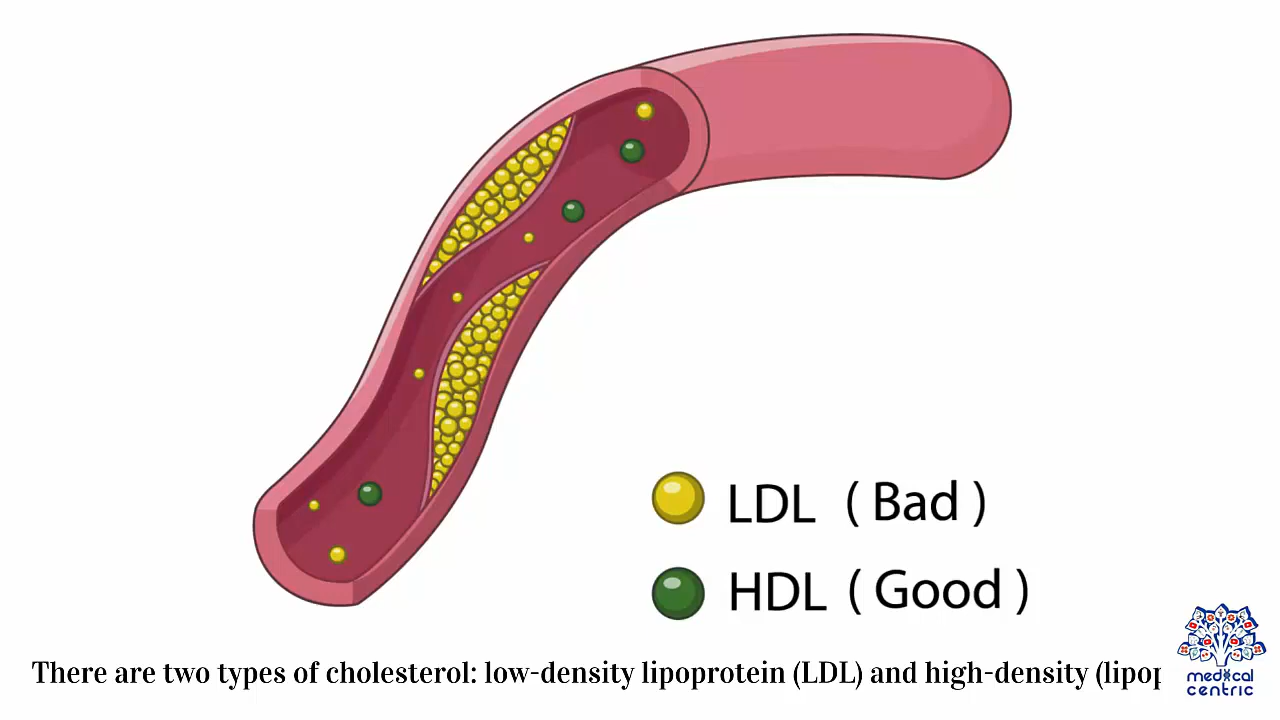 LDL ( Bad )
HDL ( Good )
There are two types of cholesterol: low-density lipoprotein (LDL) and high-density (lipop
medical
centric